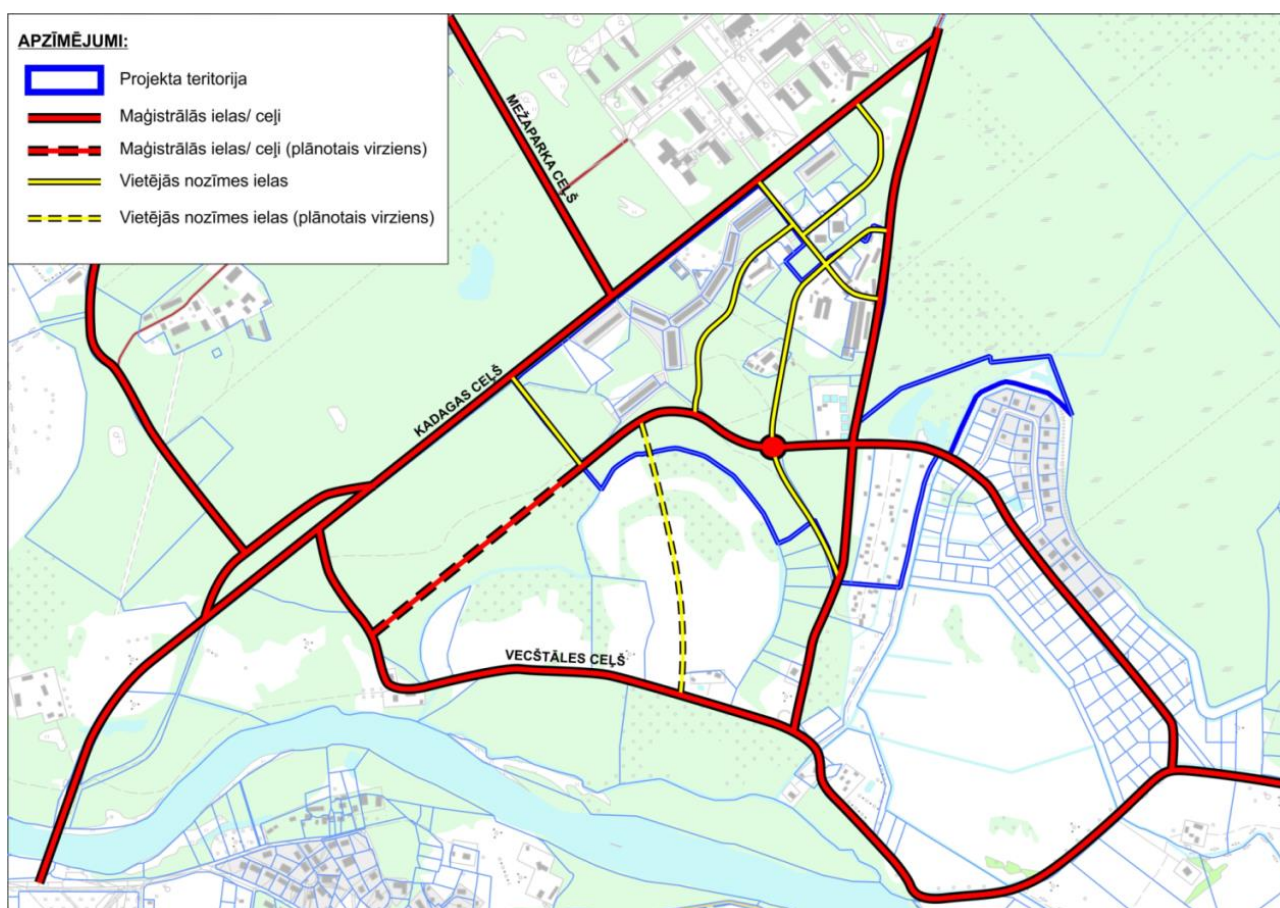 APZĪMĒJUMI:
Projekta teritorija
Maģistrālās ielas/ ceļi
Maģistrālās ielas/ ceļi (plānotais virziens)
Vietējās nozīmes ielas
Vietējās nozīmes ielas (plānotais virziens)
MEŽAPARKA CEĻŠ
KADAGAS CEĻŠ
VECŠTĀLES CEĻŠ